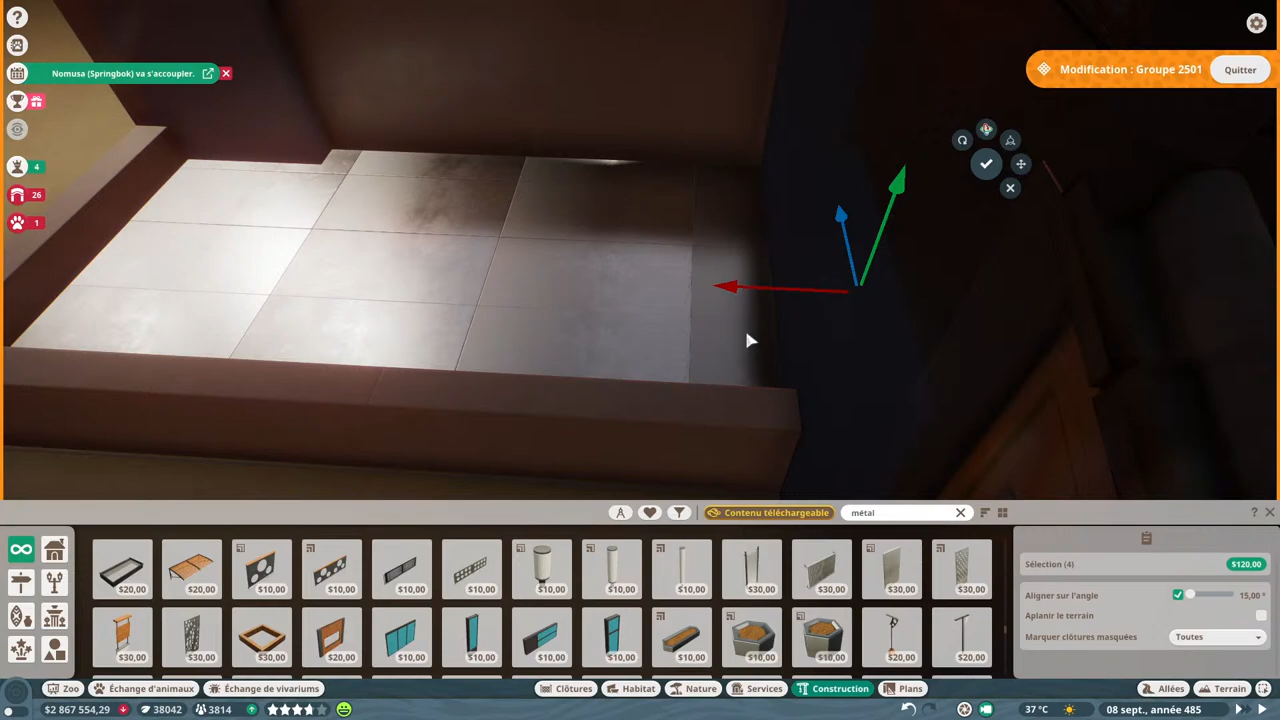 ?
Nomusa (Springbok) va s'accoupler.
4
26
1
Modification : Groupe 2501
Quitter
Contenu téléchargeable
métal
?
$20,00 $20,00 $10,00 $10,00 $10,00 $10,00 $10,00 $10,00 $10,00 $30,00 $30,00 $30,00 $30,00
$30,00 $30,00 $30,00 $20,00 $10,00 $10,00 $10,00 $10,00 $10,00 $10,00 $10,00 $20,00 $20,00
Sélection (4) $120,00
Aligner sur l'angle 15,00 °
Aplanir le terrain
Marquer clôtures masquées Toutes
Zoo Échange d'animaux Échange de vivariums Clôtures Habitat Nature Services Construction Plans Allées Terrain
$2 867 554,29 38042 3814 37 °C 08 sept., année 485